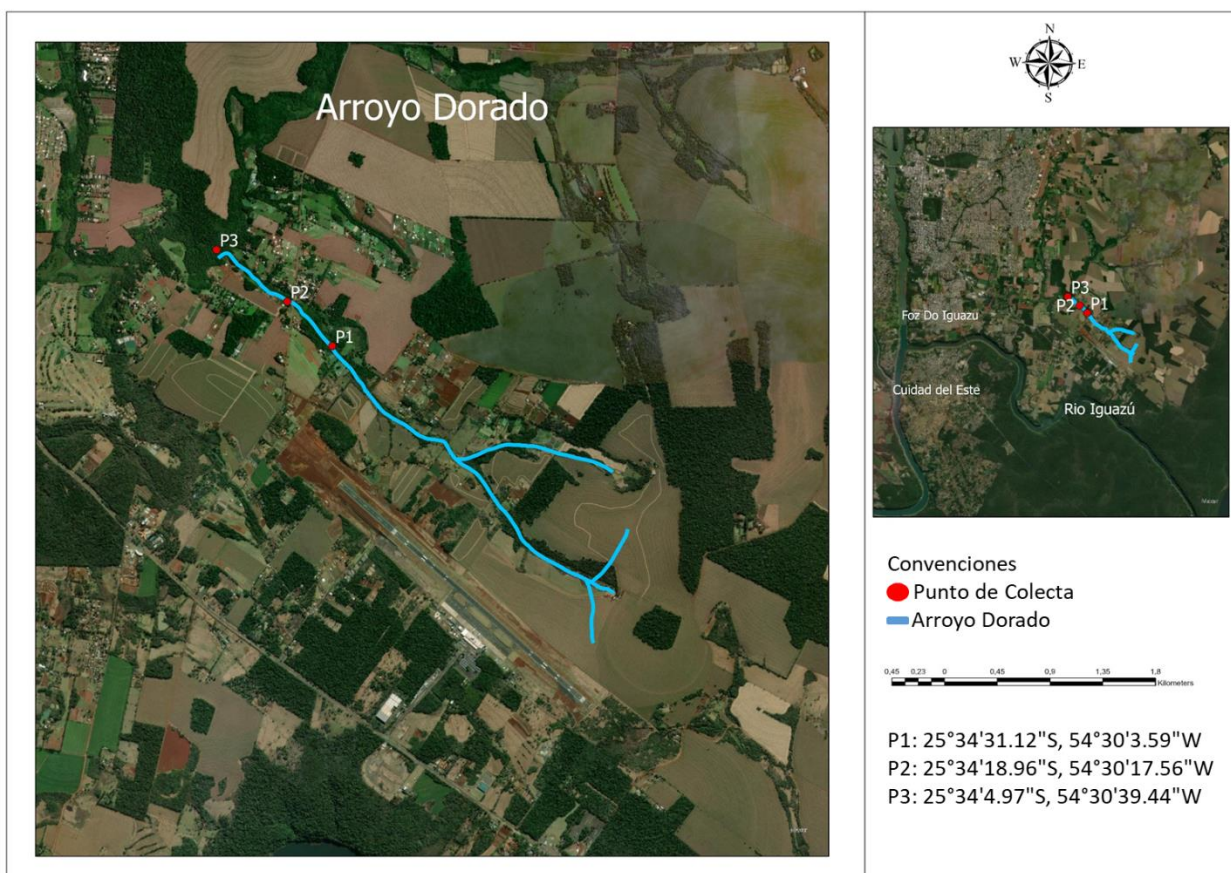 Arroyo Dorado
P3
P2
P1
N
W
E
S
P3
P2
P1
Foz Do Iguazu
Cuidad del Este
Rio Iguazú
Convenciones
Punto de Colecta
Arroyo Dorado
0,45 0,23 0 0,45 0,9 1,35 1,8
Kilometers
P1: 25°34'31.12"S, 54°30'3.59"W
P2: 25°34'18.96"S, 54°30'17.56"W
P3: 25°34'4.97"S, 54°30'39.44"W